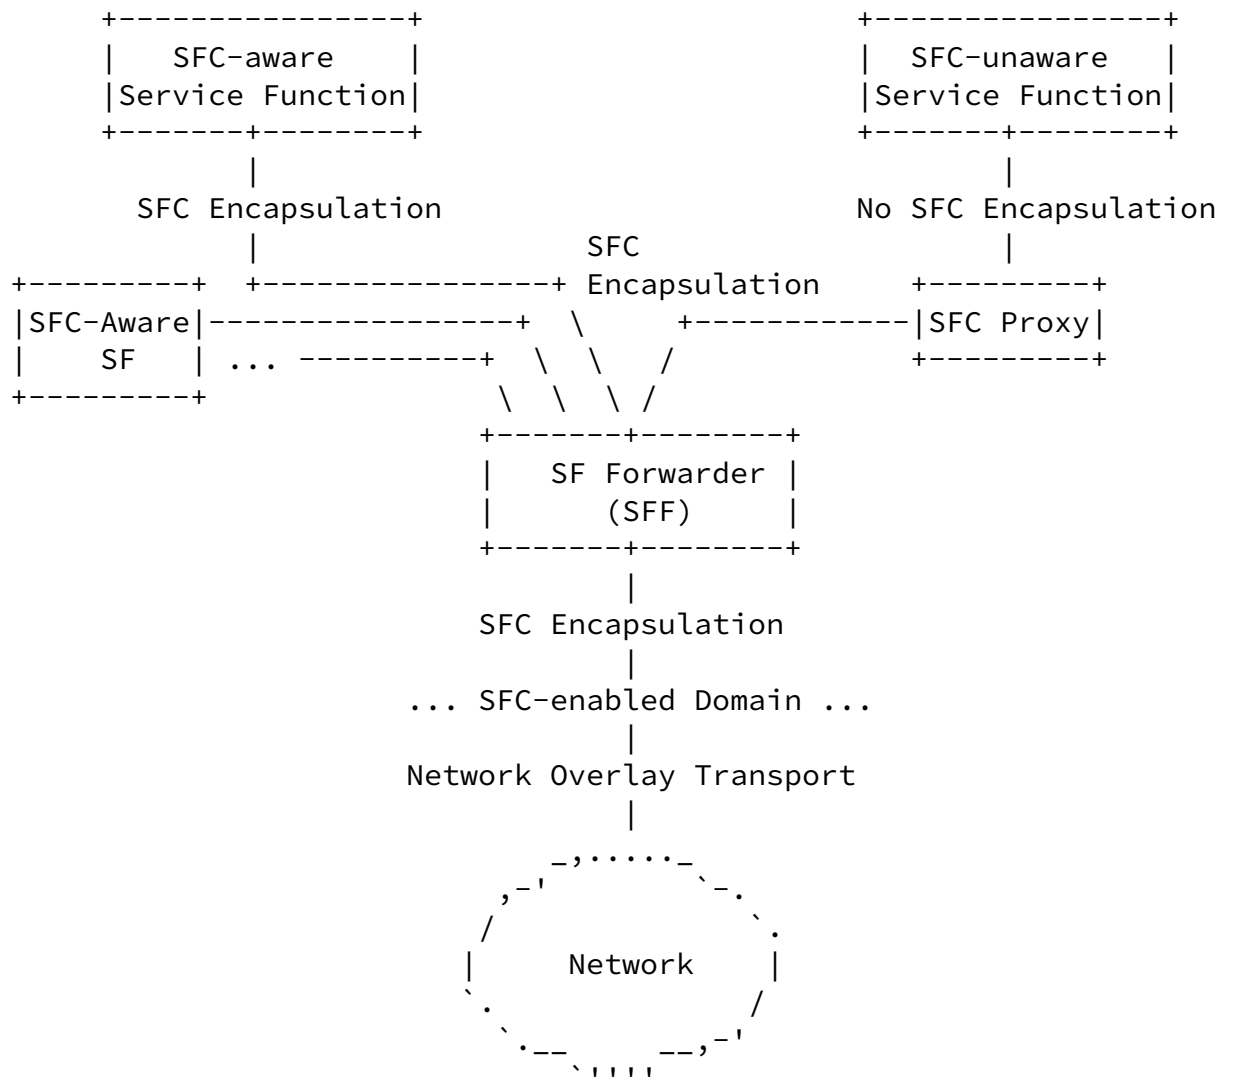 SFC-aware SFC-unaware
Service Function Service Function
SFC Encapsulation No SFC Encapsulation
SFC
Encapsulation
SFC-Aware SFC Proxy
SF ...
SF Forwarder
(SFF)
SFC Encapsulation
... SFC-enabled Domain ...
Network Overlay Transport
Network